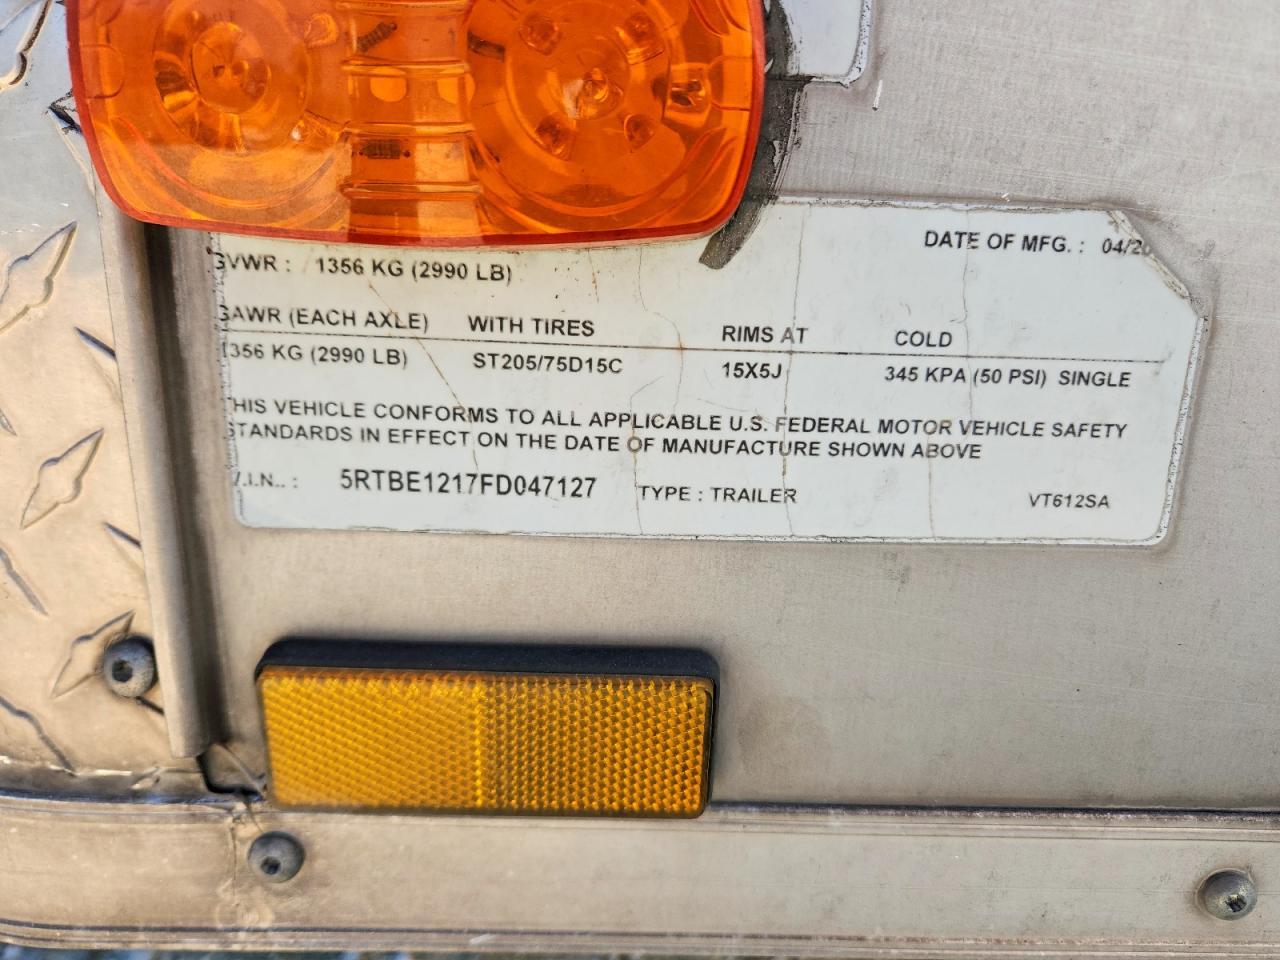 DATE OF MFG. : 04/2
GVWR : 1356 KG (2990 LB)
GAWR (EACH AXLE) WITH TIRES RIMS AT COLD
1356 KG (2990 LB) ST205/75D15C 15X5J 345 KPA (50 PSI) SINGLE
THIS VEHICLE CONFORMS TO ALL APPLICABLE U.S. FEDERAL MOTOR VEHICLE SAFETY
STANDARDS IN EFFECT ON THE DATE OF MANUFACTURE SHOWN ABOVE
V.I.N.. : 5RTBE1217FD047127 TYPE : TRAILER VT612SA